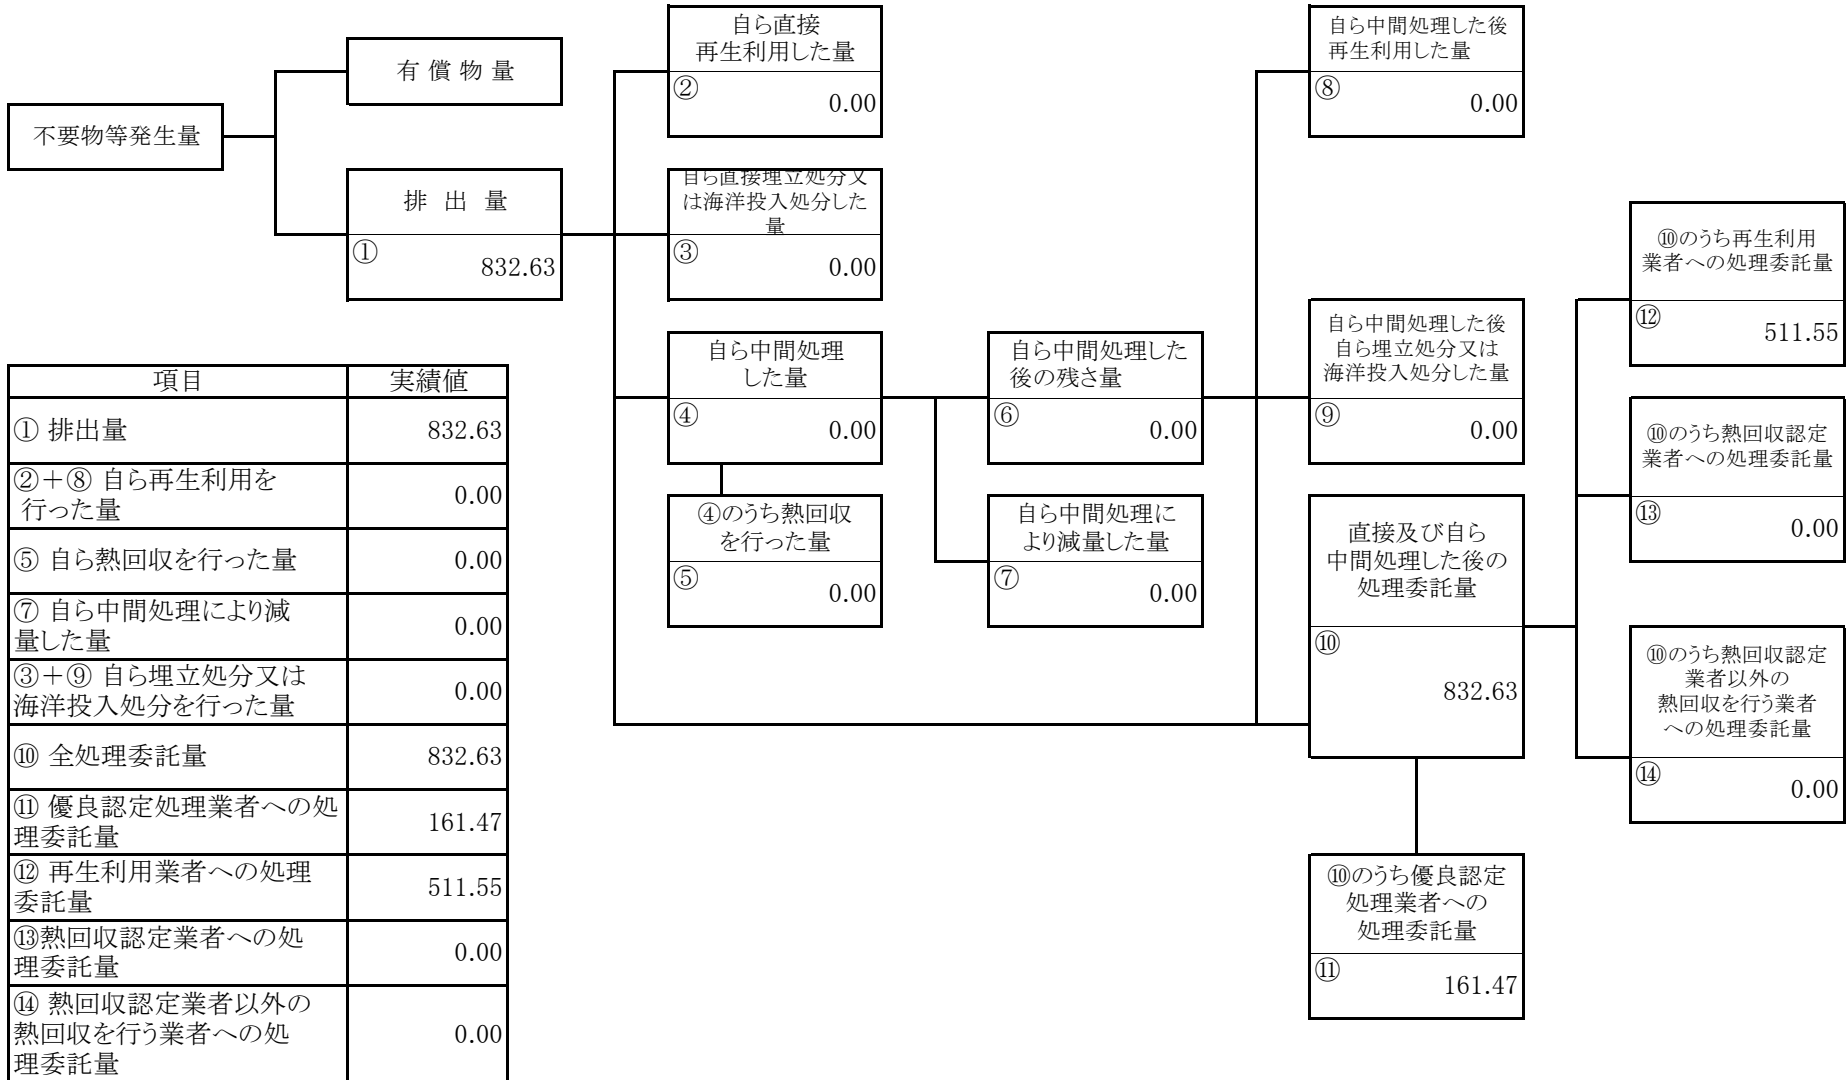 不要物等発生量
有 償 物 量
排 出 量
①
832.63
自ら直接
再生利用した量
②
0.00
自ら直接埋立処分又
は海洋投入処分した
量
③
0.00
自ら中間処理
した量
④
0.00
④のうち熱回収
を行った量
⑤
0.00
自ら中間処理した
後の残さ量
⑥
0.00
自ら中間処理に
より減量した量
⑦
0.00
自ら中間処理した後
再生利用した量
⑧
0.00
自ら中間処理した後
自ら埋立処分又は
海洋投入処分した量
⑨
0.00
直接及び自ら
中間処理した後の
処理委託量
⑩
832.63
⑩のうち優良認定
処理業者への
処理委託量
⑪
161.47
⑩のうち再生利用
業者への処理委託量
⑫
511.55
⑩のうち熱回収認定
業者への処理委託量
⑬
0.00
⑩のうち熱回収認定
業者以外の
熱回収を行う業者
への処理委託量
⑭
0.00
項目 実績値
① 排出量 832.63
②+⑧ 自ら再生利用を
行った量 0.00
⑤ 自ら熱回収を行った量 0.00
⑦ 自ら中間処理により減
量した量 0.00
③+⑨ 自ら埋立処分又は
海洋投入処分を行った量 0.00
⑩ 全処理委託量 832.63
⑪ 優良認定処理業者への処
理委託量 161.47
⑫ 再生利用業者への処理
委託量 511.55
⑬熱回収認定業者への処
理委託量 0.00
⑭ 熱回収認定業者以外の
熱回収を行う業者への処
理委託量 0.00